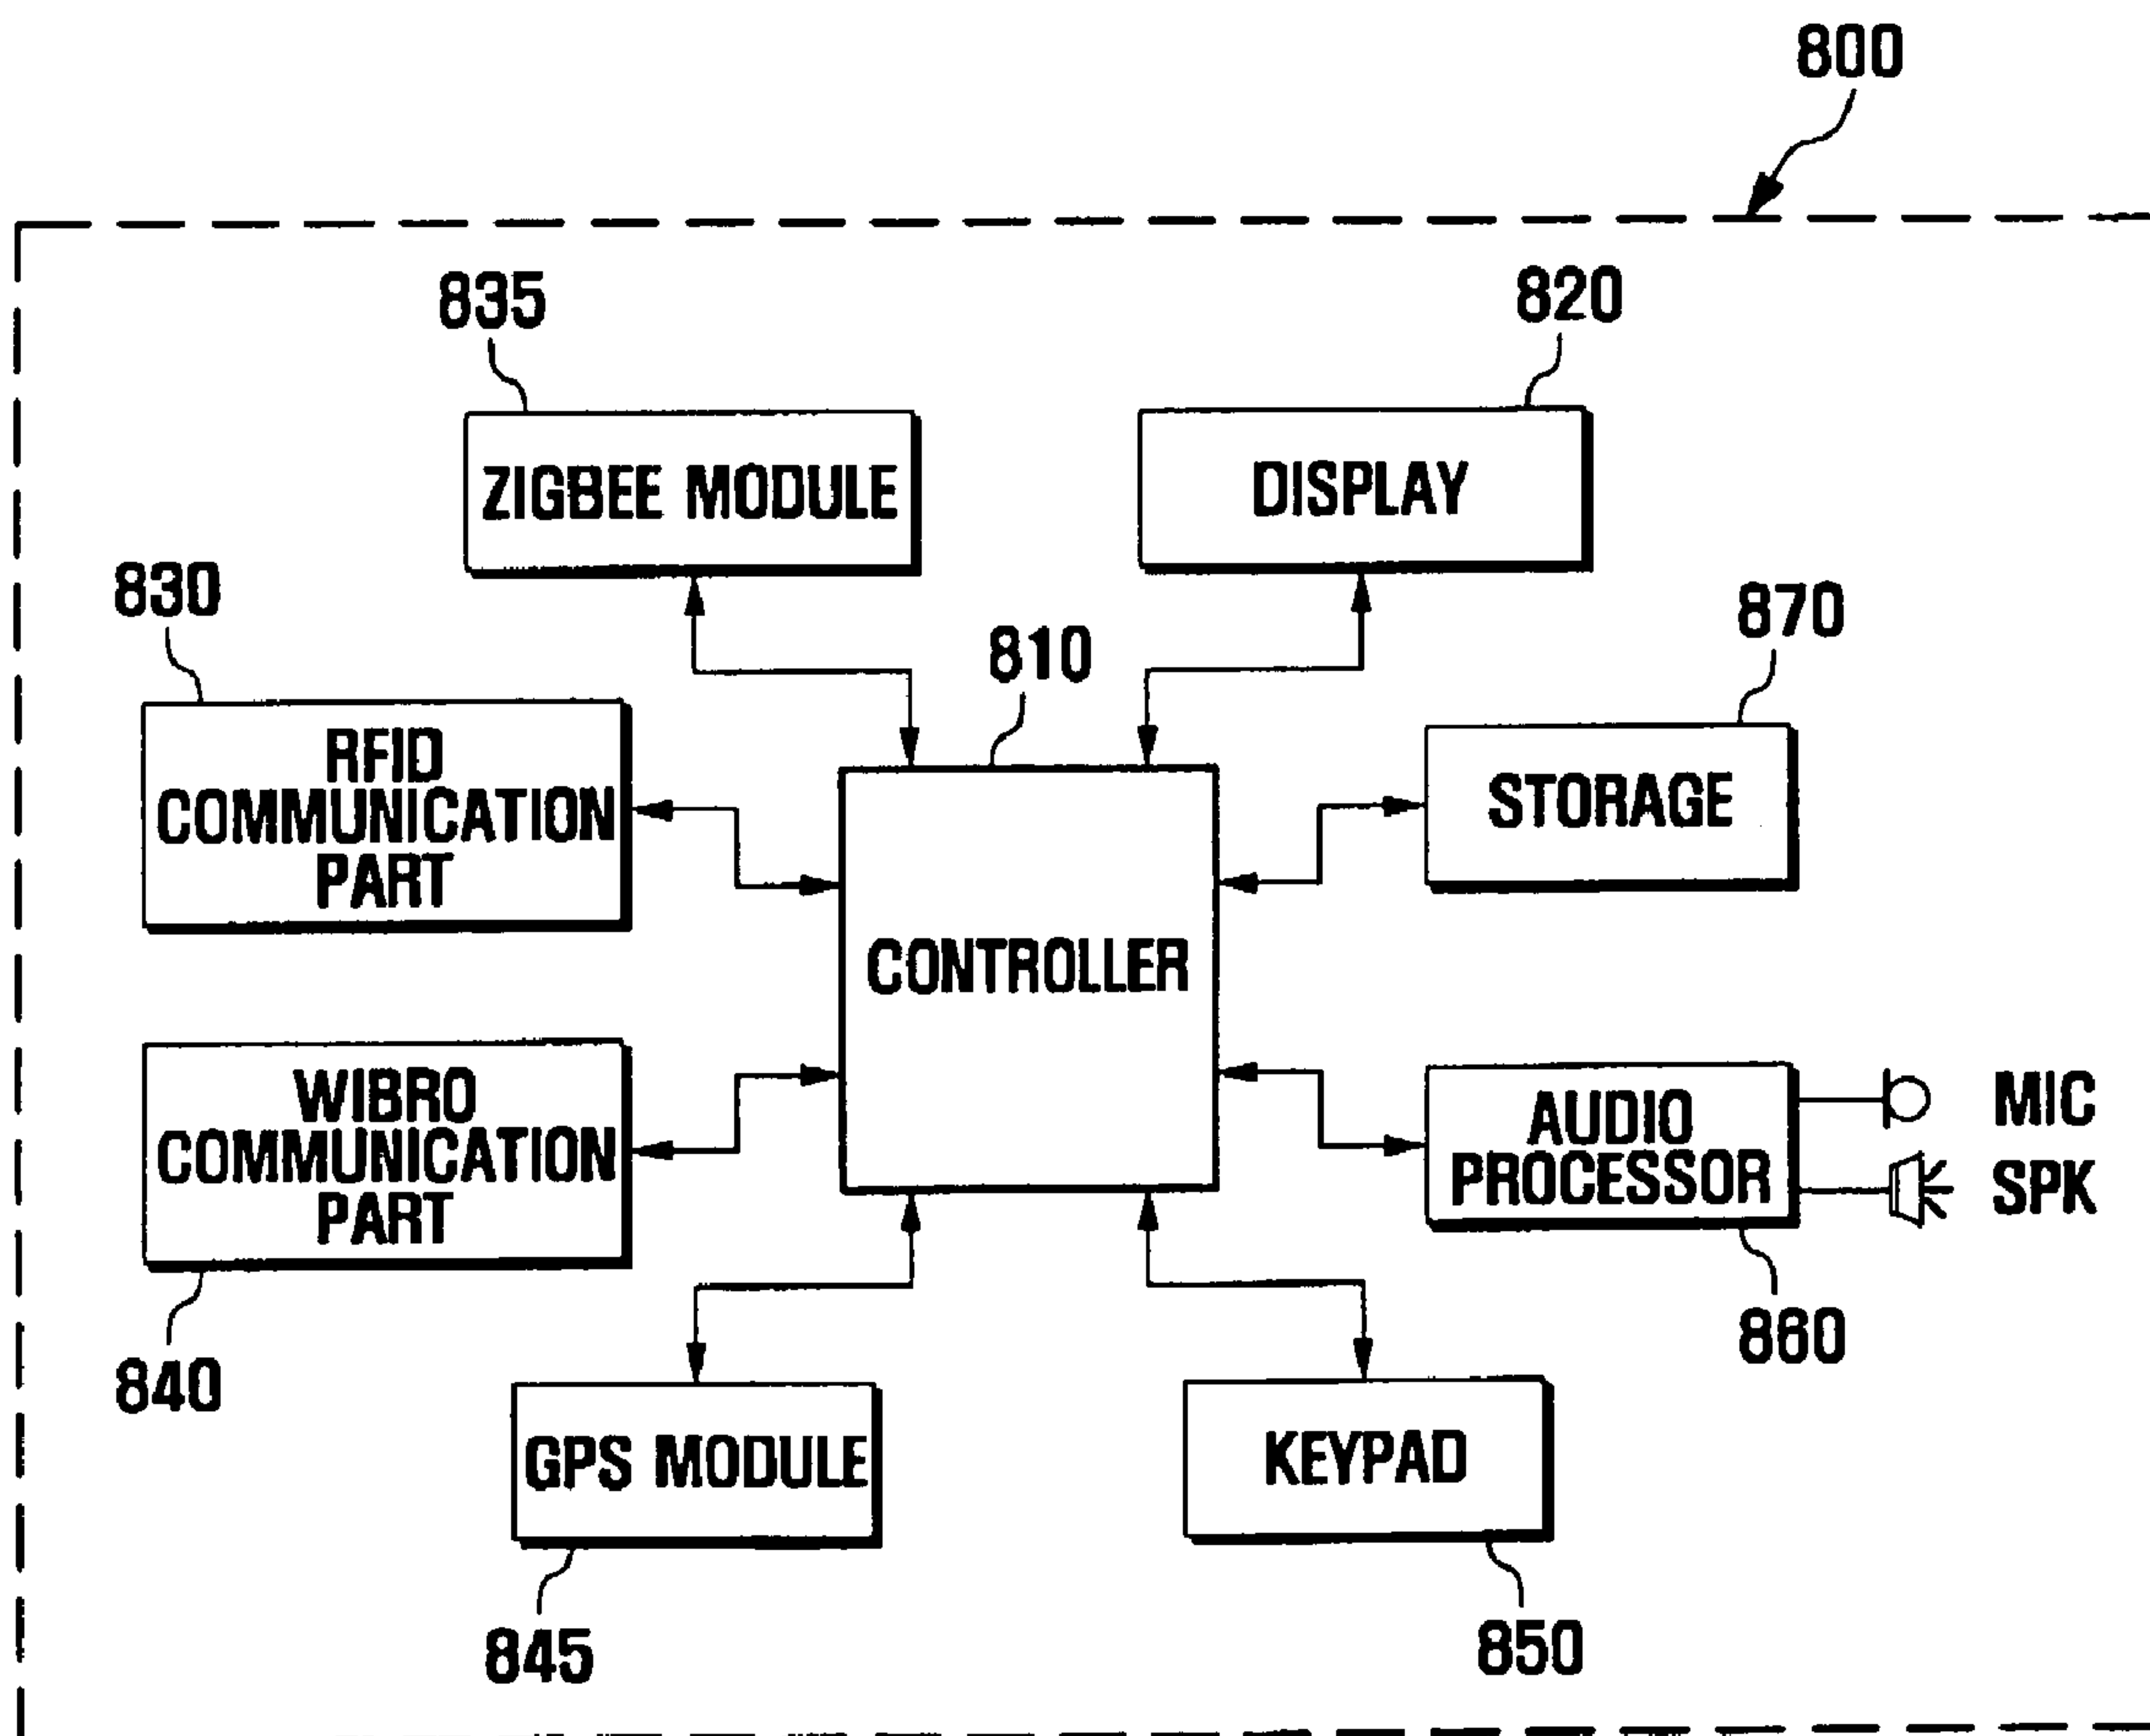 800
835
820
ZIGBEE MODULE
DISPLAY
830
810
870
RFID
COMMUNICATION
PART
STORAGE
CONTROLLER
WIBRO
COMMUNICATION
PART
AUDIO
PROCESSOR
MIC
SPK
840
860
GPS MODULE
KEYPAD
845
850